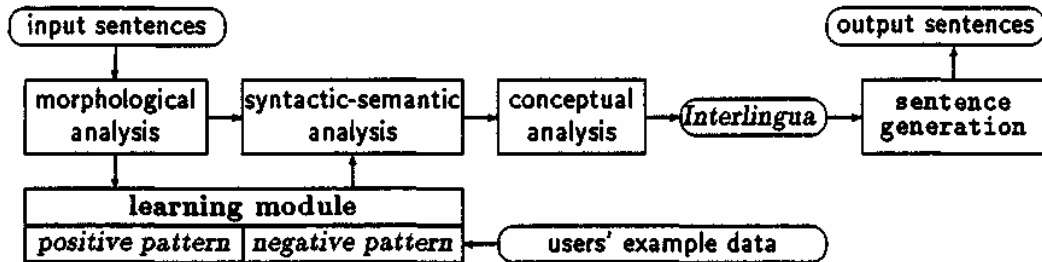 input sentences
output sentences
morphological
analysis
syntactic-semantic
analysis
conceptual
analysis
Interlingua
sentence
generation
learning module
positive pattern
negative pattern
users' example data